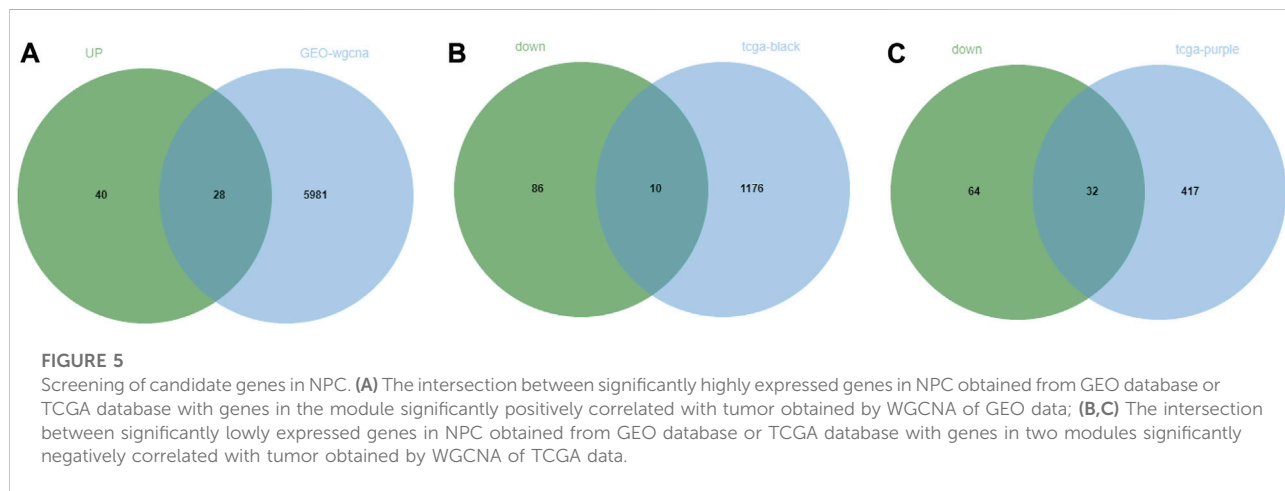 A
UP
GEO-wgcna
40
28
5981
B
down
tcga-black
86
10
1176
C
down
tcga-purple
64
32
417
FIGURE 5
Screening of candidate genes in NPC. (A) The intersection between significantly highly expressed genes in NPC obtained from GEO database or
TCGA database with genes in the module significantly positively correlated with tumor obtained by WGCNA of GEO data; (B,C) The intersection
between significantly lowly expressed genes in NPC obtained from GEO database or TCGA database with genes in two modules significantly
negatively correlated with tumor obtained by WGCNA of TCGA data.